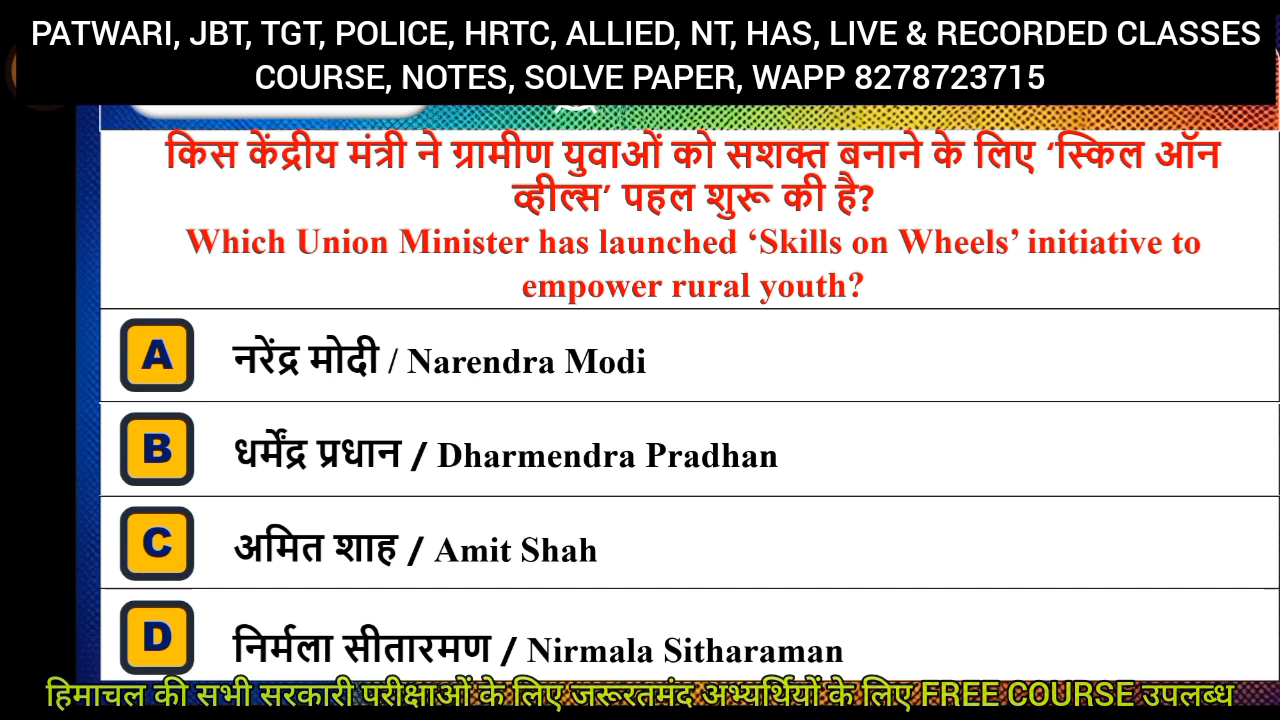 PATWARI, JBT, TGT, POLICE, HRTC, ALLIED, NT, HAS, LIVE & RECORDED CLASSES
COURSE, NOTES, SOLVE PAPER, WAPP 8278723715
किस केंद्रीय मंत्री ने ग्रामीण युवाओं को सशक्त बनाने के लिए ‘स्किल ऑन
व्हील्स’ पहल शुरू की है?
Which Union Minister has launched ‘Skills on Wheels’ initiative to
empower rural youth?
A नरेंद्र मोदी / Narendra Modi
B धर्मेंद्र प्रधान / Dharmendra Pradhan
C अमित शाह / Amit Shah
D निर्मला सीतारमण / Nirmala Sitharaman
हिमाचल की सभी सरकारी परीक्षाओं के लिए जरूरतमंद अभ्यर्थियों के लिए FREE COURSE उपलब्ध